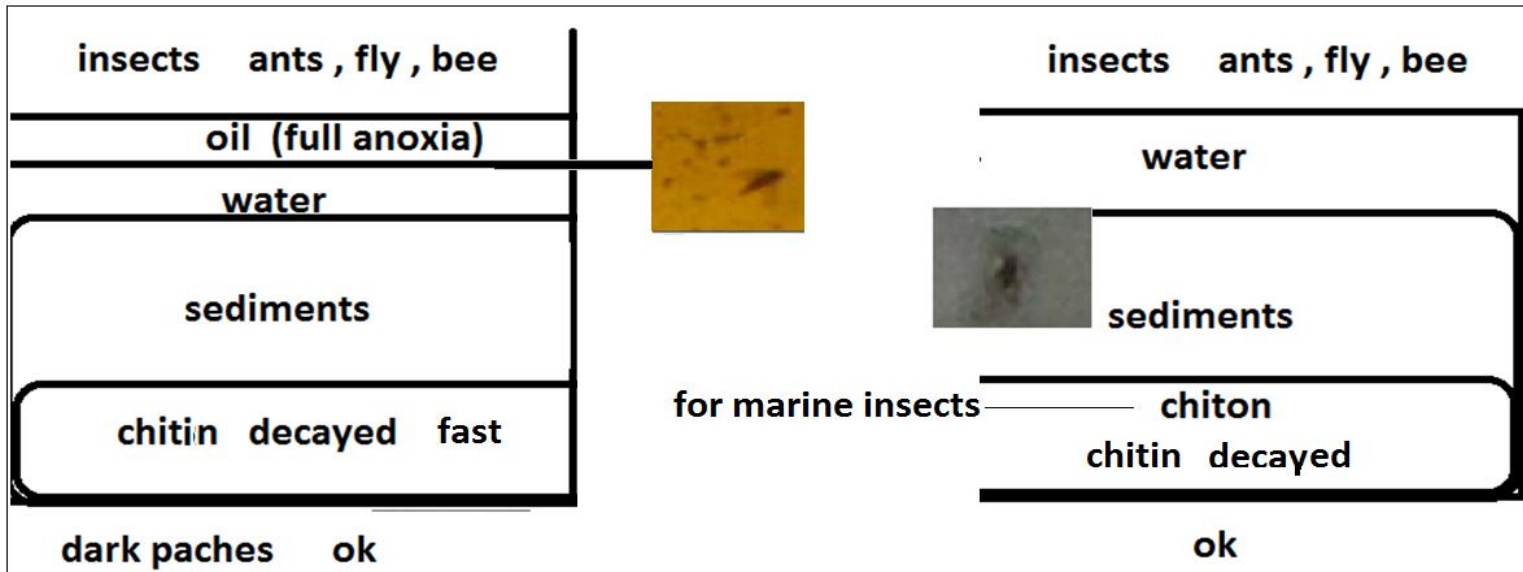 insects ants , fly , bee
oil (full anoxia)
water
sediments
chitin decayed fast
dark paches ok
insects ants , fly , bee
water
sediments
for marine insects chiton
chitin decayed
ok